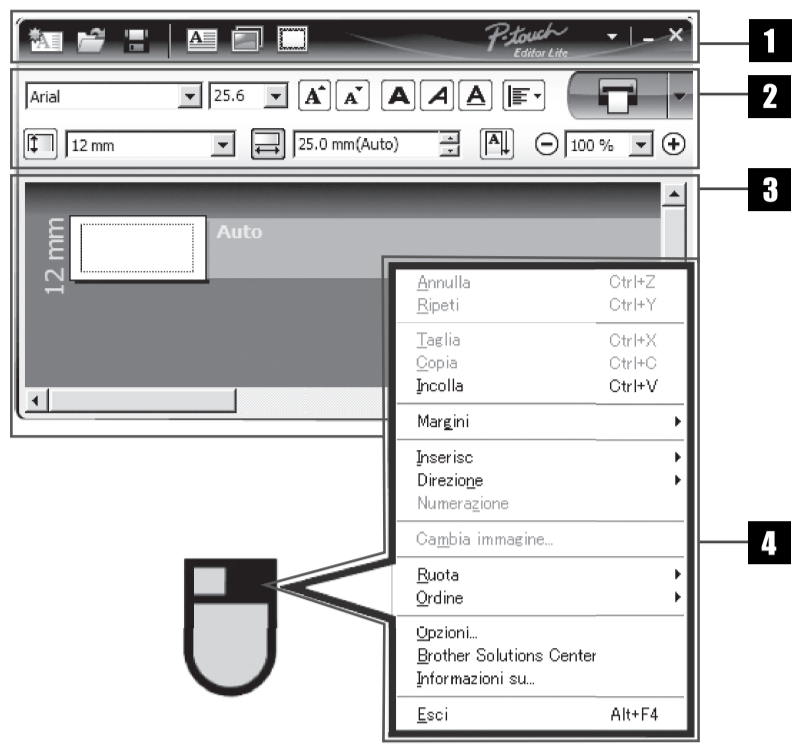 A
A
P-touch
Editor Lite
1
Arial
25.6
A
A
A
A
A
2
12 mm
25.0 mm(Auto)
A
100 %
3
12 mm
Auto
Annulla Ctrl+Z
Ripeti Ctrl+Y
Taglia Ctrl+X
Copia Ctrl+C
Incolla Ctrl+V
Margini
Inserisc
Direzione
Numerazione
Cambia immagine...
4
Ruota
Ordine
Opzioni...
Brother Solutions Center
Informazioni su...
Esci Alt+F4